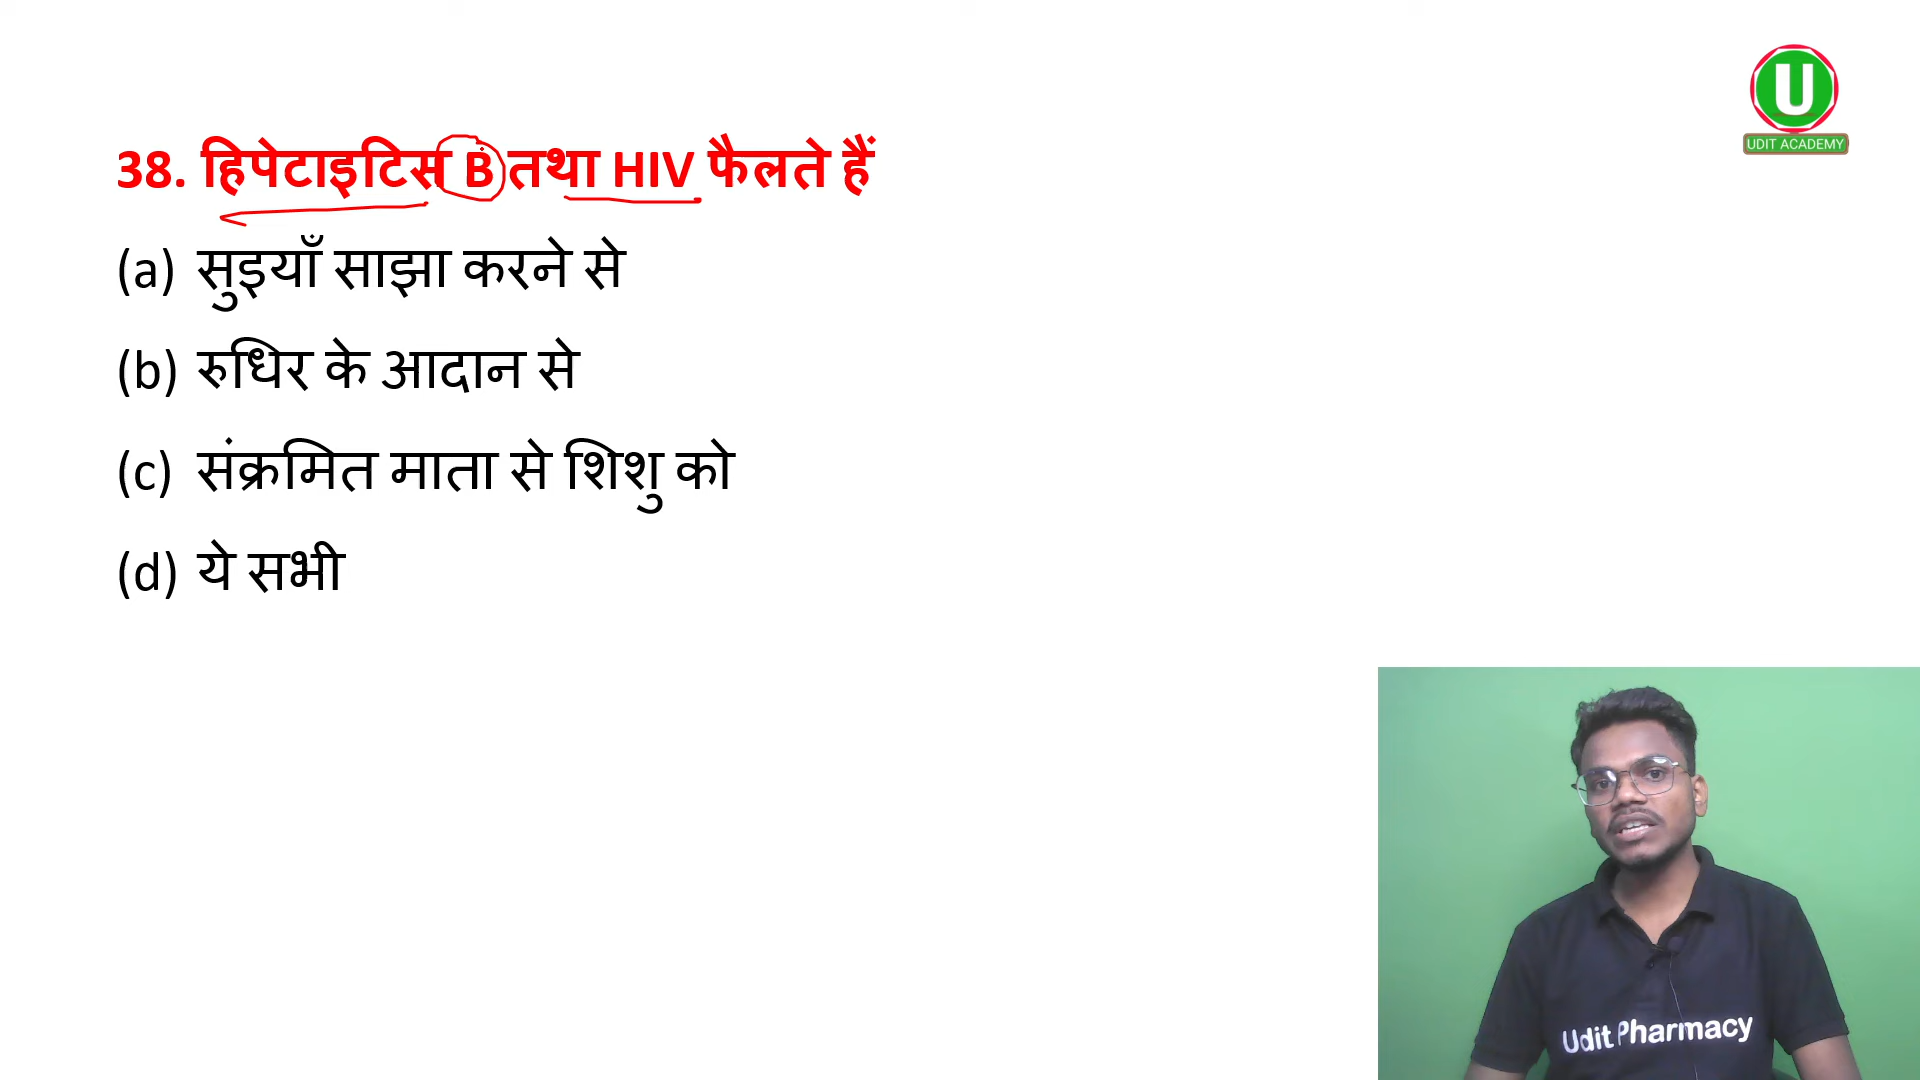 U
UDIT ACADEMY
38. हिपेटाइटिस B तथा HIV फैलते हैं
(a) सुइयाँ साझा करने से
(b) रुधिर के आदान से
(c) संक्रमित माता से शिशु को
(d) ये सभी
Udit Pharmacy